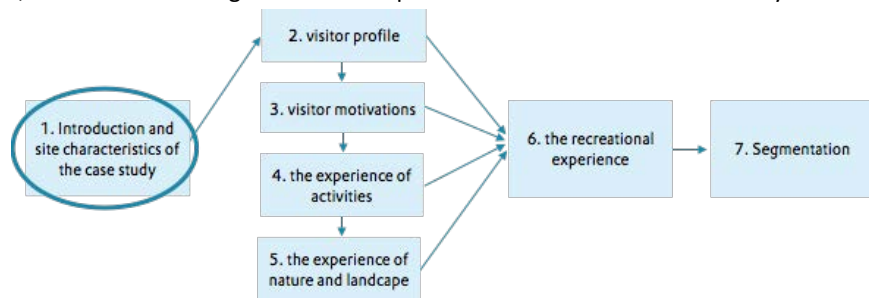 2. visitor profile
3. visitor motivations
1. Introduction and
site characteristics of
the case study
4. the experience of
activities
5. the experience of
nature and landcape
6. the recreational
experience
7. Segmentation